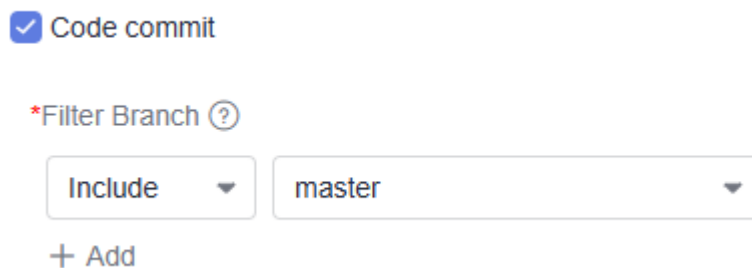 Code commit
*Filter Branch ?
Include master
+ Add